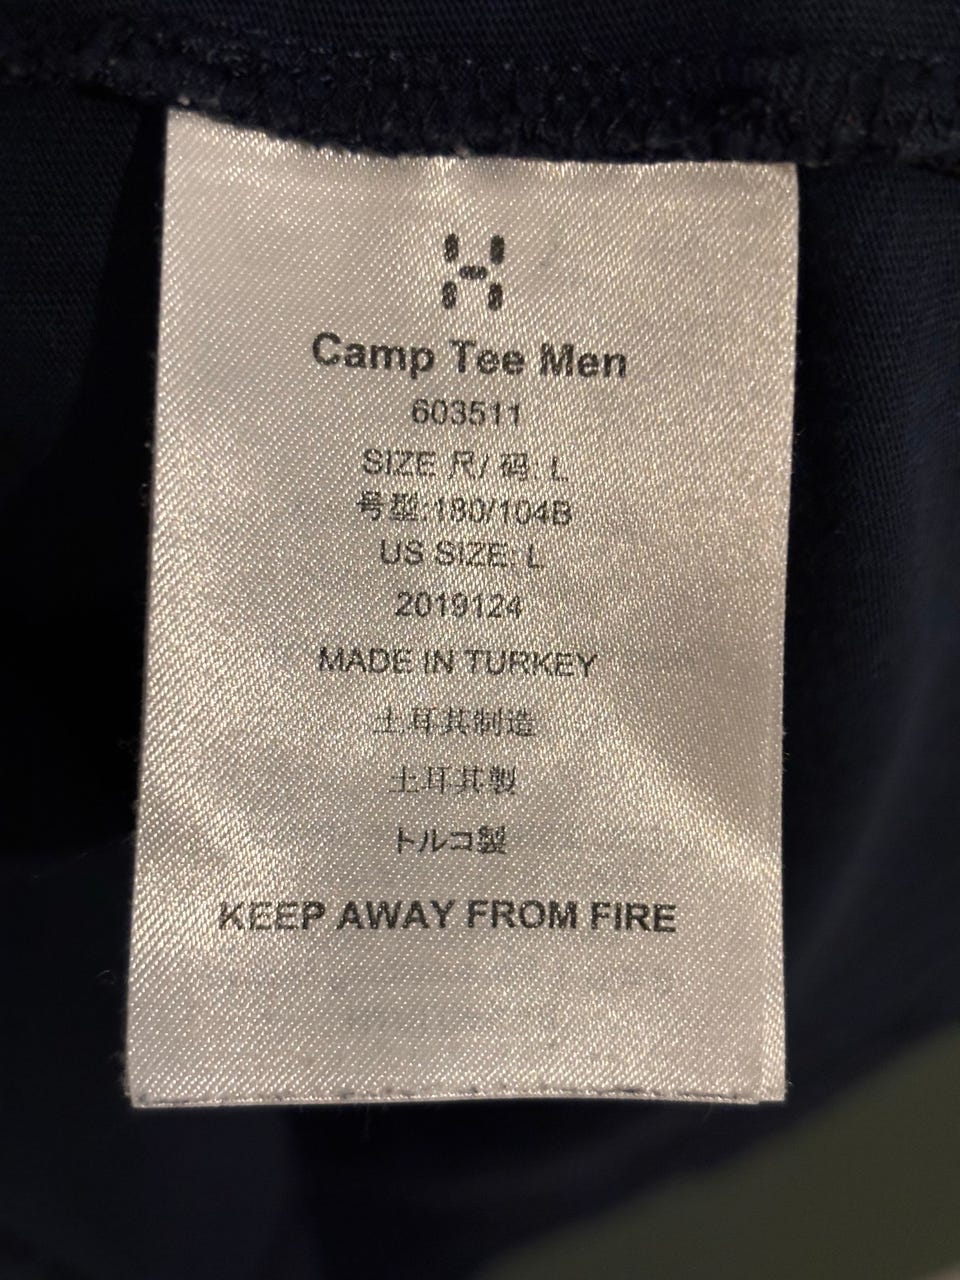 Camp Tee Men
603511
SIZE 尺/ 码: L
号型:180/104B
US SIZE: L
2019124
MADE IN TURKEY
土耳其制造
土耳其製
トルコ製
KEEP AWAY FROM FIRE